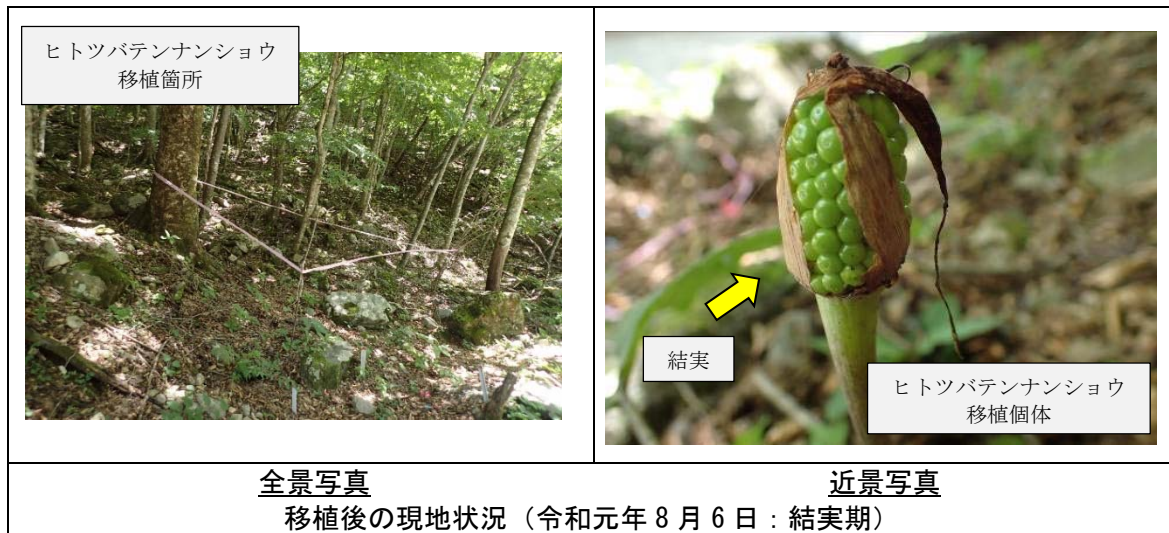 ヒトツバテンナンショウ
移植箇所
結実
ヒトツバテンナンショウ
移植個体
全景写真
近景写真
移植後の現地状況（令和元年８月６日：結実期）